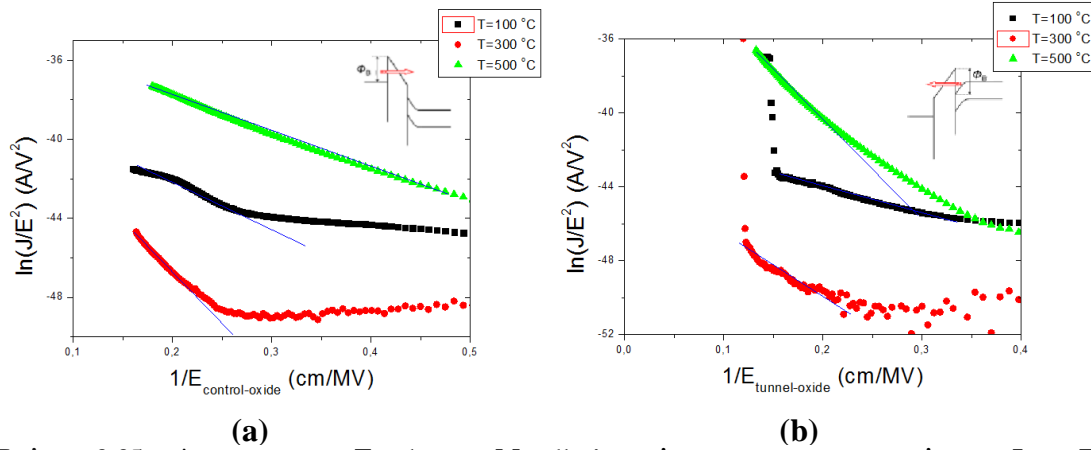 T=100 °C
T=300 °C
T=500 °C
-36
-40
-44
-48
ln(J/E²) (A/V²)
Φ_B
0,1
0,2
0,3
0,4
0,5
1/E_control-oxide (cm/MV)
(a)
T=100 °C
T=300 °C
T=500 °C
-36
-40
-44
-48
-52
ln(J/E²) (A/V²)
Φ_B
0,0
0,1
0,2
0,3
0,4
1/E_tunnel-oxide (cm/MV)
(b)